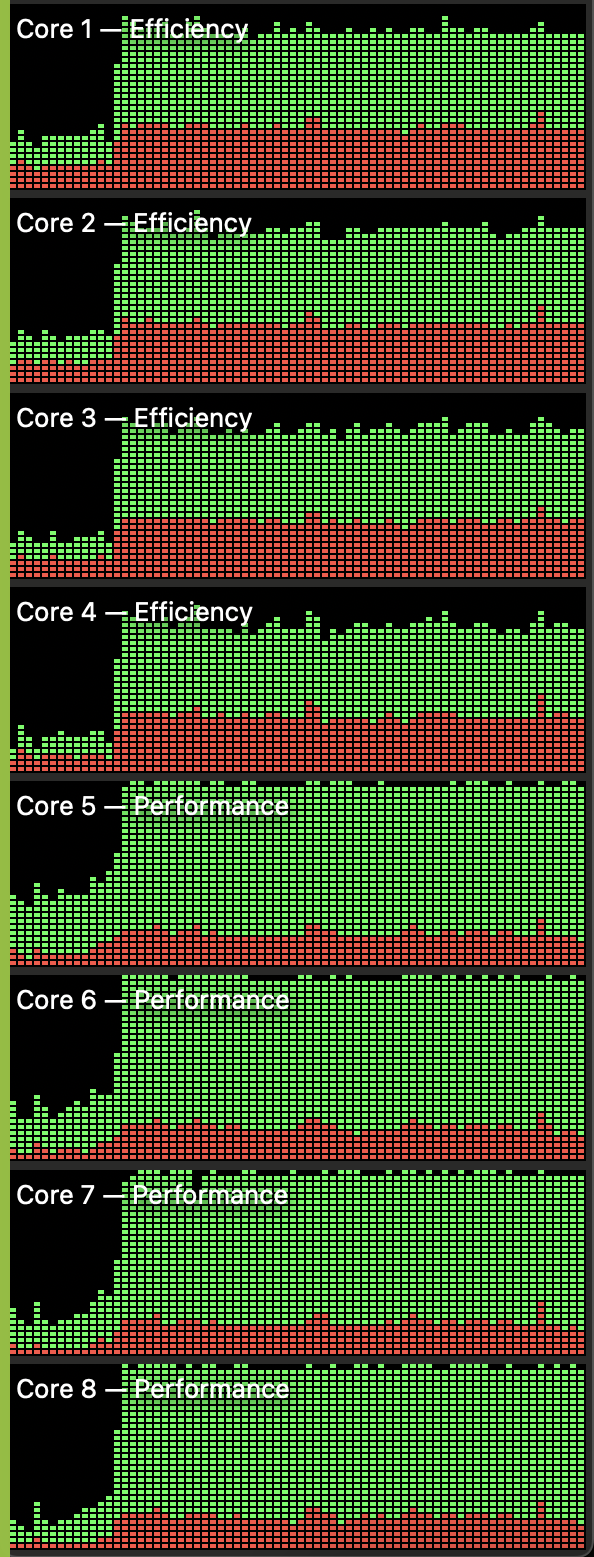 Core 1 — Efficiency
Core 2 — Efficiency
Core 3 — Efficiency
Core 4 — Efficiency
Core 5 — Performance
Core 6 — Performance
Core 7 — Performance
Core 8 — Performance